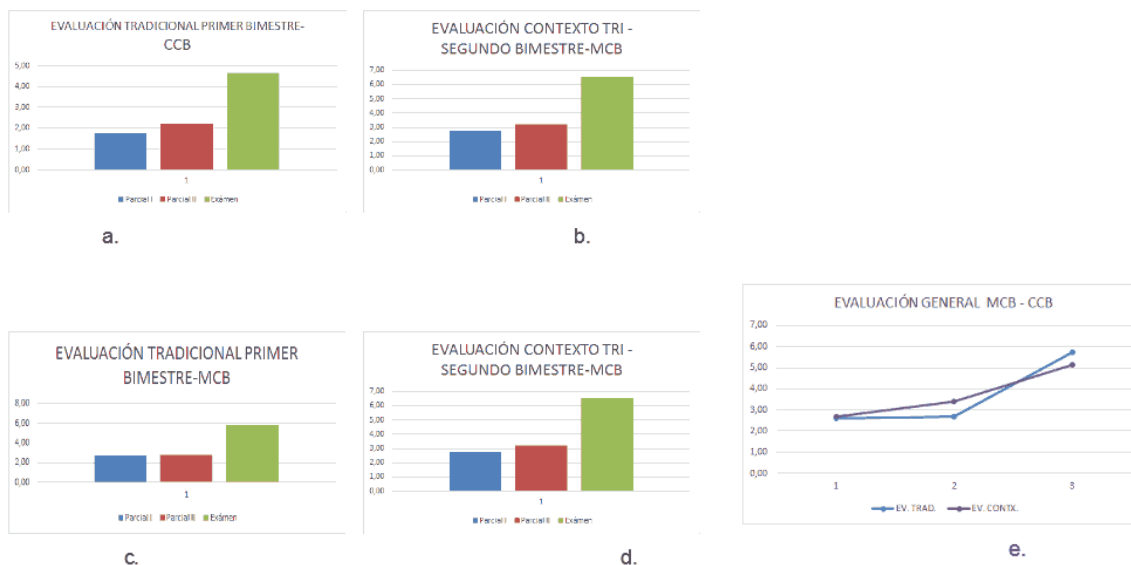 EVALUACIÓN TRADICIONAL PRIMER BIMESTRE-
CCB
5,00
4,00
3,00
2,00
1,00
0,00
1
Parcial I Parcial II Exámen
a.
EVALUACIÓN CONTEXTO TRI -
SEGUNDO BIMESTRE-MCB
7,00
6,00
5,00
4,00
3,00
2,00
1,00
0,00
1
Parcial I Parcial II Exámen
b.
EVALUACIÓN TRADICIONAL PRIMER
BIMESTRE-MCB
8,00
6,00
4,00
2,00
0,00
1
Parcial I Parcial II Exámen
c.
EVALUACIÓN CONTEXTO TRI -
SEGUNDO BIMESTRE-MCB
7,00
6,00
5,00
4,00
3,00
2,00
1,00
0,00
1
Parcial I Parcial II Exámen
d.
EVALUACIÓN GENERAL MCB - CCB
7,00
6,00
5,00
4,00
3,00
2,00
1,00
0,00
1 2 3
EV. TRAD. EV. CONTX.
e.